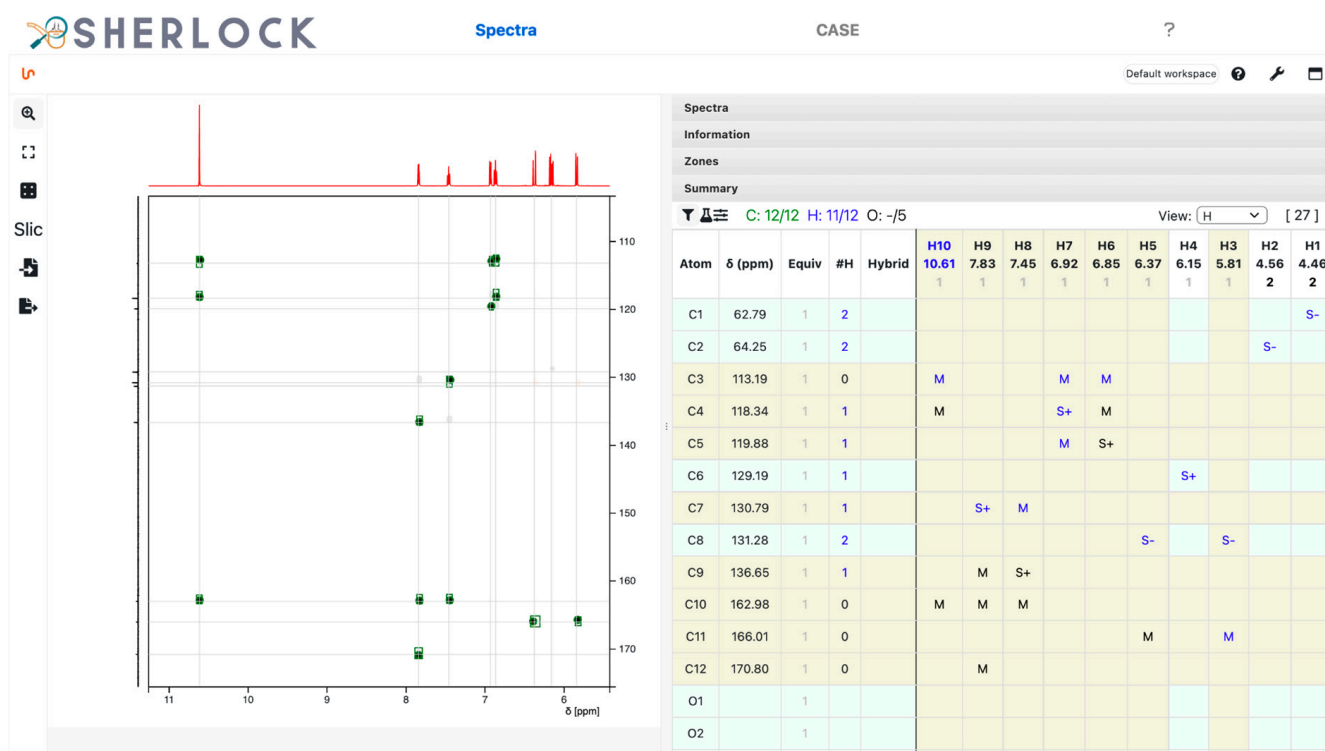 SHERLOCK Spectra CASE ?
Default workspace
Slic
Spectra
Information
Zones
Summary
C: 12/12 H: 11/12 O: -/5 View: H [ 27 ]
Atom δ (ppm) Equiv #H Hybrid H10 10.61 1 H9 7.83 1 H8 7.45 1 H7 6.92 1 H6 6.85 1 H5 6.37 1 H4 6.15 1 H3 5.81 1 H2 4.56 2 H1 4.46 2
C1 62.79 1 2 S-
C2 64.25 1 2 S-
C3 113.19 1 0 M M M
C4 118.34 1 1 M S+ M
C5 119.88 1 1 M S+
C6 129.19 1 1 S+
C7 130.79 1 1 S+ M
C8 131.28 1 2 S- S-
C9 136.65 1 1 M S+
C10 162.98 1 0 M M M
C11 166.01 1 0 M M
C12 170.80 1 0 M
O1 1
O2 1
110
120
130
140
150
160
170
11 10 9 8 7 6
δ [ppm]